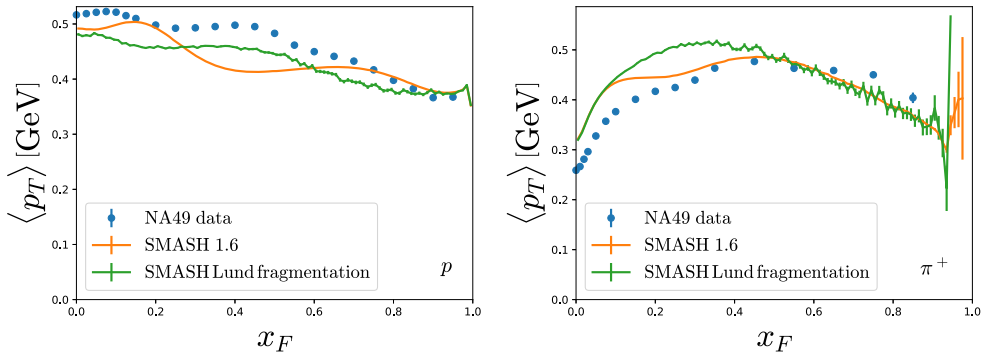 ⟨p_T⟩ [GeV]
0.5
0.4
0.3
0.2
0.1
0.0
NA49 data
SMASH 1.6
SMASH Lund fragmentation
p
0.0 0.2 0.4 0.6 0.8 1.0
x_F
⟨p_T⟩ [GeV]
0.5
0.4
0.3
0.2
0.1
0.0
NA49 data
SMASH 1.6
SMASH Lund fragmentation
π⁺
0.0 0.2 0.4 0.6 0.8 1.0
x_F